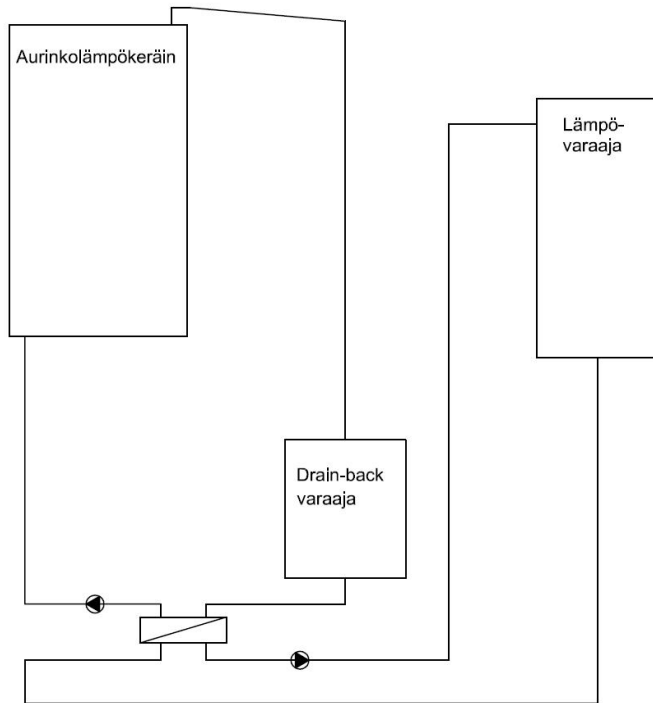 Aurinkolämpökeräin
Lämpö-
varaaja
Drain-back
varaaja